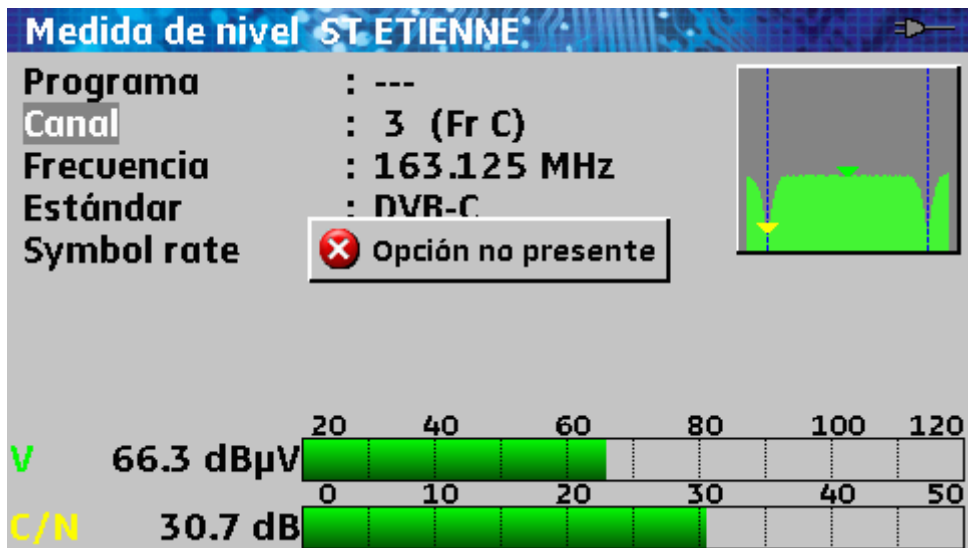 Medida de nivel ST ETIENNE
Programa : ---
Canal : 3 (Fr C)
Frecuencia : 163.125 MHz
Estándar : DVB-C
Symbol rate
Opción no presente
20 40 60 80 100 120
V 66.3 dBµV
0 10 20 30 40 50
C/N 30.7 dB